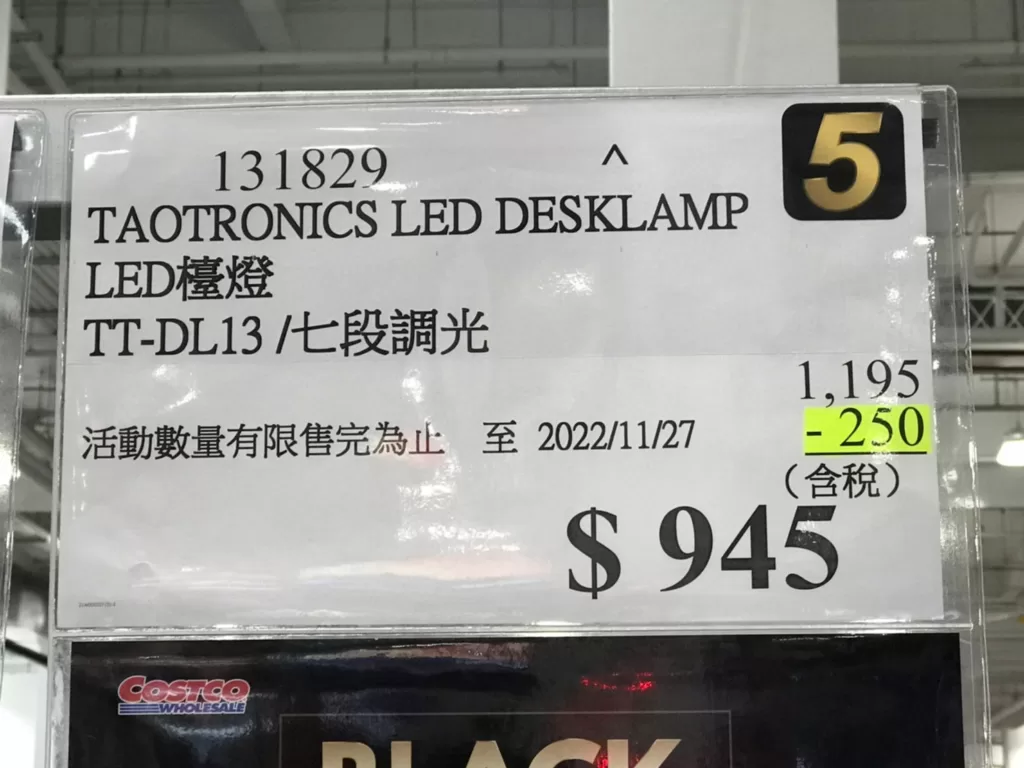 131829 ^
5
TAOTRONICS LED DESKLAMP
LED檯燈
TT-DL13 /七段調光
1,195
- 250
活動數量有限售完為止 至 2022/11/27
（含稅）
$ 945
COSTCO
WHOLESALE
BLACK